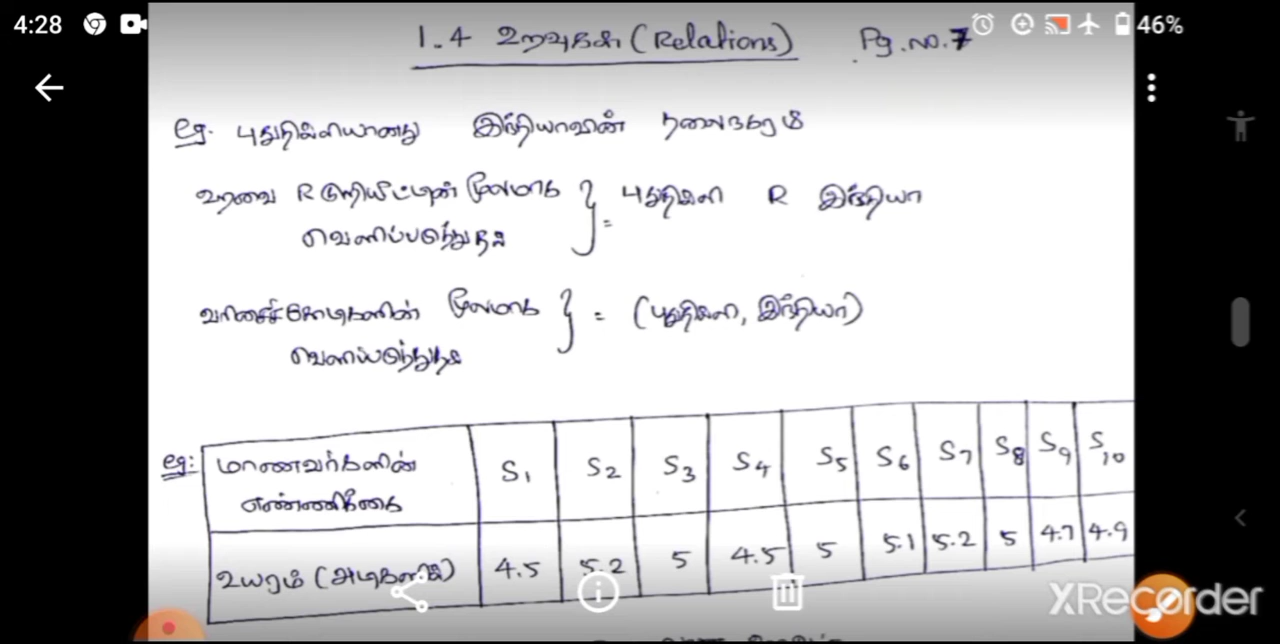 4:28
46%
1.4 உறவுகள் (Relations) Pg.No.7
eg. புதுதில்லியானது இந்தியாவின் தலைநகரம்
உறவை R குறியீட்டின் மூலமாக } = புதுதில்லி R இந்தியா
வெளிப்படுத்துதல்
வரிசைச்சோடிகளின் மூலமாக } = (புதுதில்லி, இந்தியா)
வெளிப்படுத்துதல்
eg: மாணவர்களின் எண்ணிக்கை S1 S2 S3 S4 S5 S6 S7 S8 S9 S10
உயரம் (அடிகளில்) 4.5 5.2 5 4.5 5 5.1 5.2 5 4.7 4.9
XRecorder